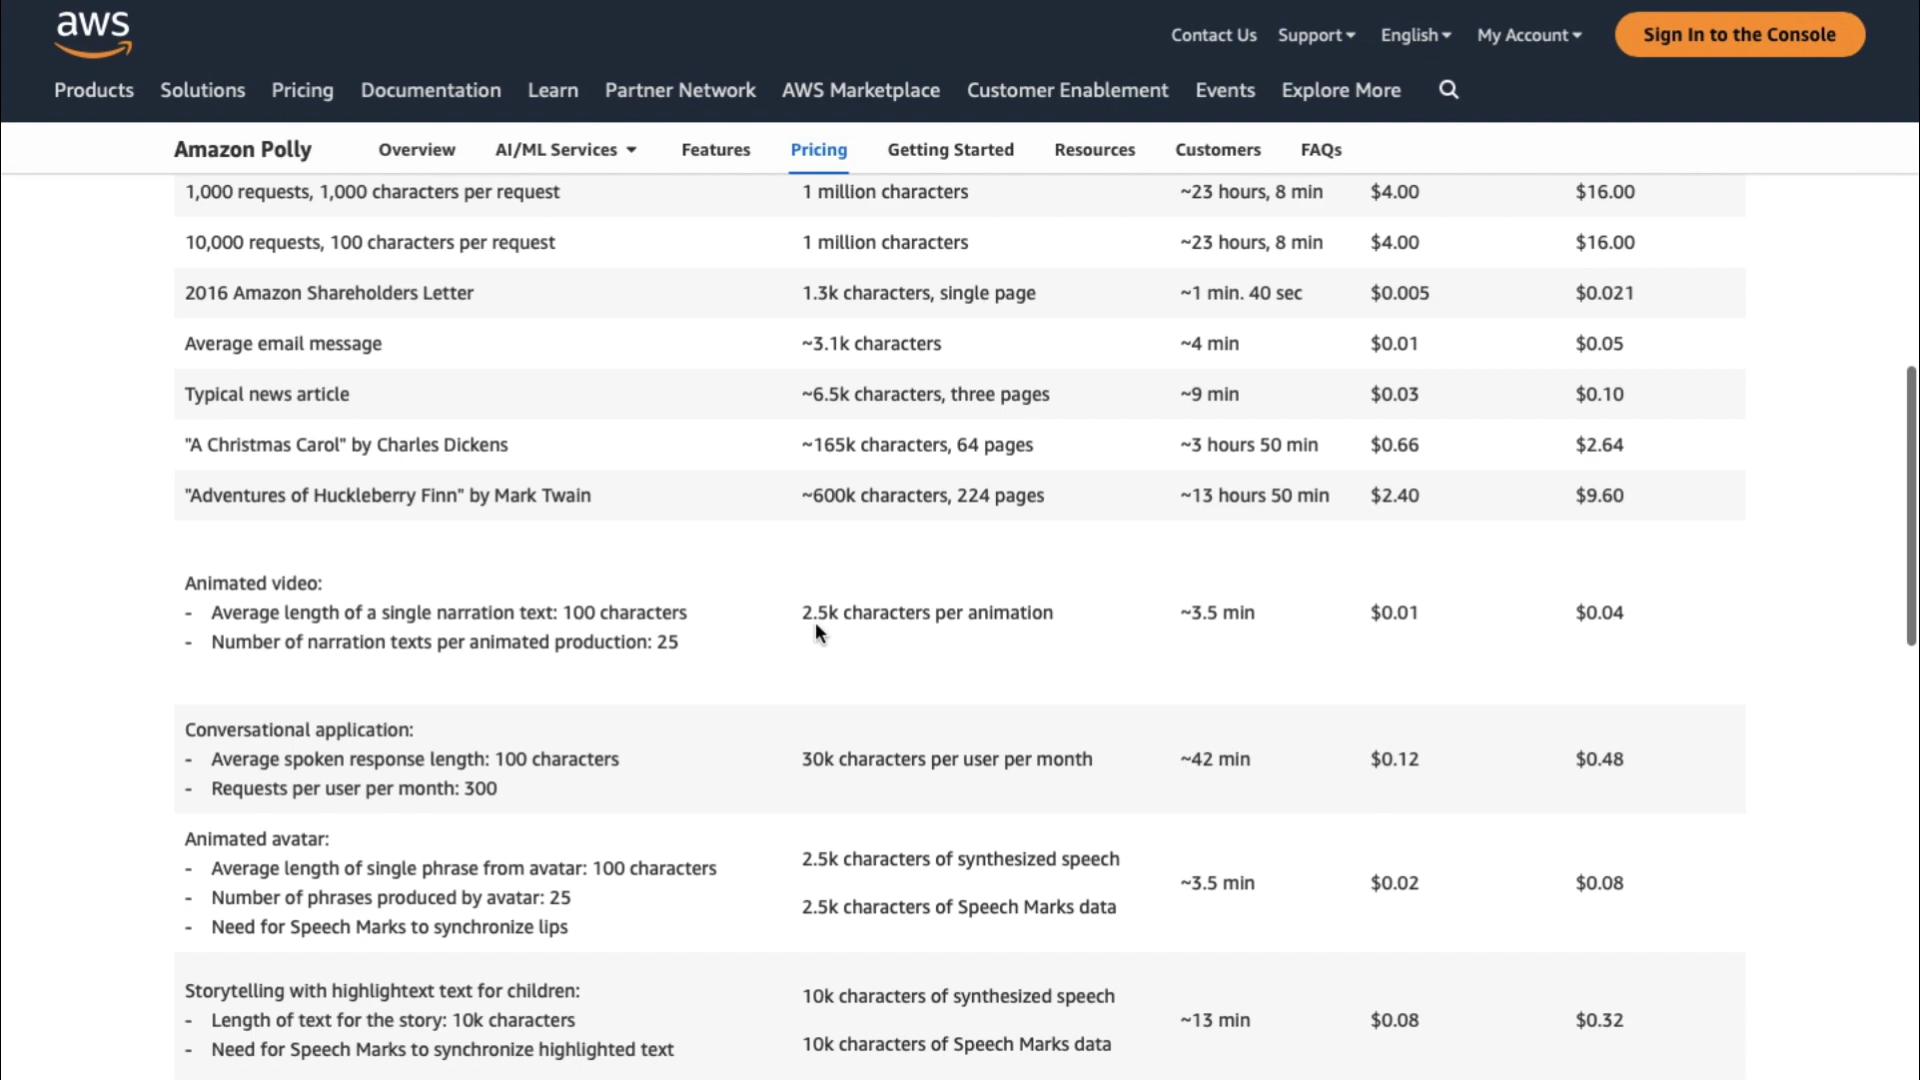 aws
Contact Us Support English My Account Sign In to the Console
Products Solutions Pricing Documentation Learn Partner Network AWS Marketplace Customer Enablement Events Explore More
Amazon Polly Overview AI/ML Services Features Pricing Getting Started Resources Customers FAQs
1,000 requests, 1,000 characters per request 1 million characters ~23 hours, 8 min $4.00 $16.00
10,000 requests, 100 characters per request 1 million characters ~23 hours, 8 min $4.00 $16.00
2016 Amazon Shareholders Letter 1.3k characters, single page ~1 min. 40 sec $0.005 $0.021
Average email message ~3.1k characters ~4 min $0.01 $0.05
Typical news article ~6.5k characters, three pages ~9 min $0.03 $0.10
"A Christmas Carol" by Charles Dickens ~165k characters, 64 pages ~3 hours 50 min $0.66 $2.64
"Adventures of Huckleberry Finn" by Mark Twain ~600k characters, 224 pages ~13 hours 50 min $2.40 $9.60
Animated video:
- Average length of a single narration text: 100 characters 2.5k characters per animation ~3.5 min $0.01 $0.04
- Number of narration texts per animated production: 25
Conversational application:
- Average spoken response length: 100 characters 30k characters per user per month ~42 min $0.12 $0.48
- Requests per user per month: 300
Animated avatar:
2.5k characters of synthesized speech
- Average length of single phrase from avatar: 100 characters
~3.5 min $0.02 $0.08
- Number of phrases produced by avatar: 25
2.5k characters of Speech Marks data
- Need for Speech Marks to synchronize lips
Storytelling with highlightext text for children:
10k characters of synthesized speech
- Length of text for the story: 10k characters ~13 min $0.08 $0.32
10k characters of Speech Marks data
- Need for Speech Marks to synchronize highlighted text